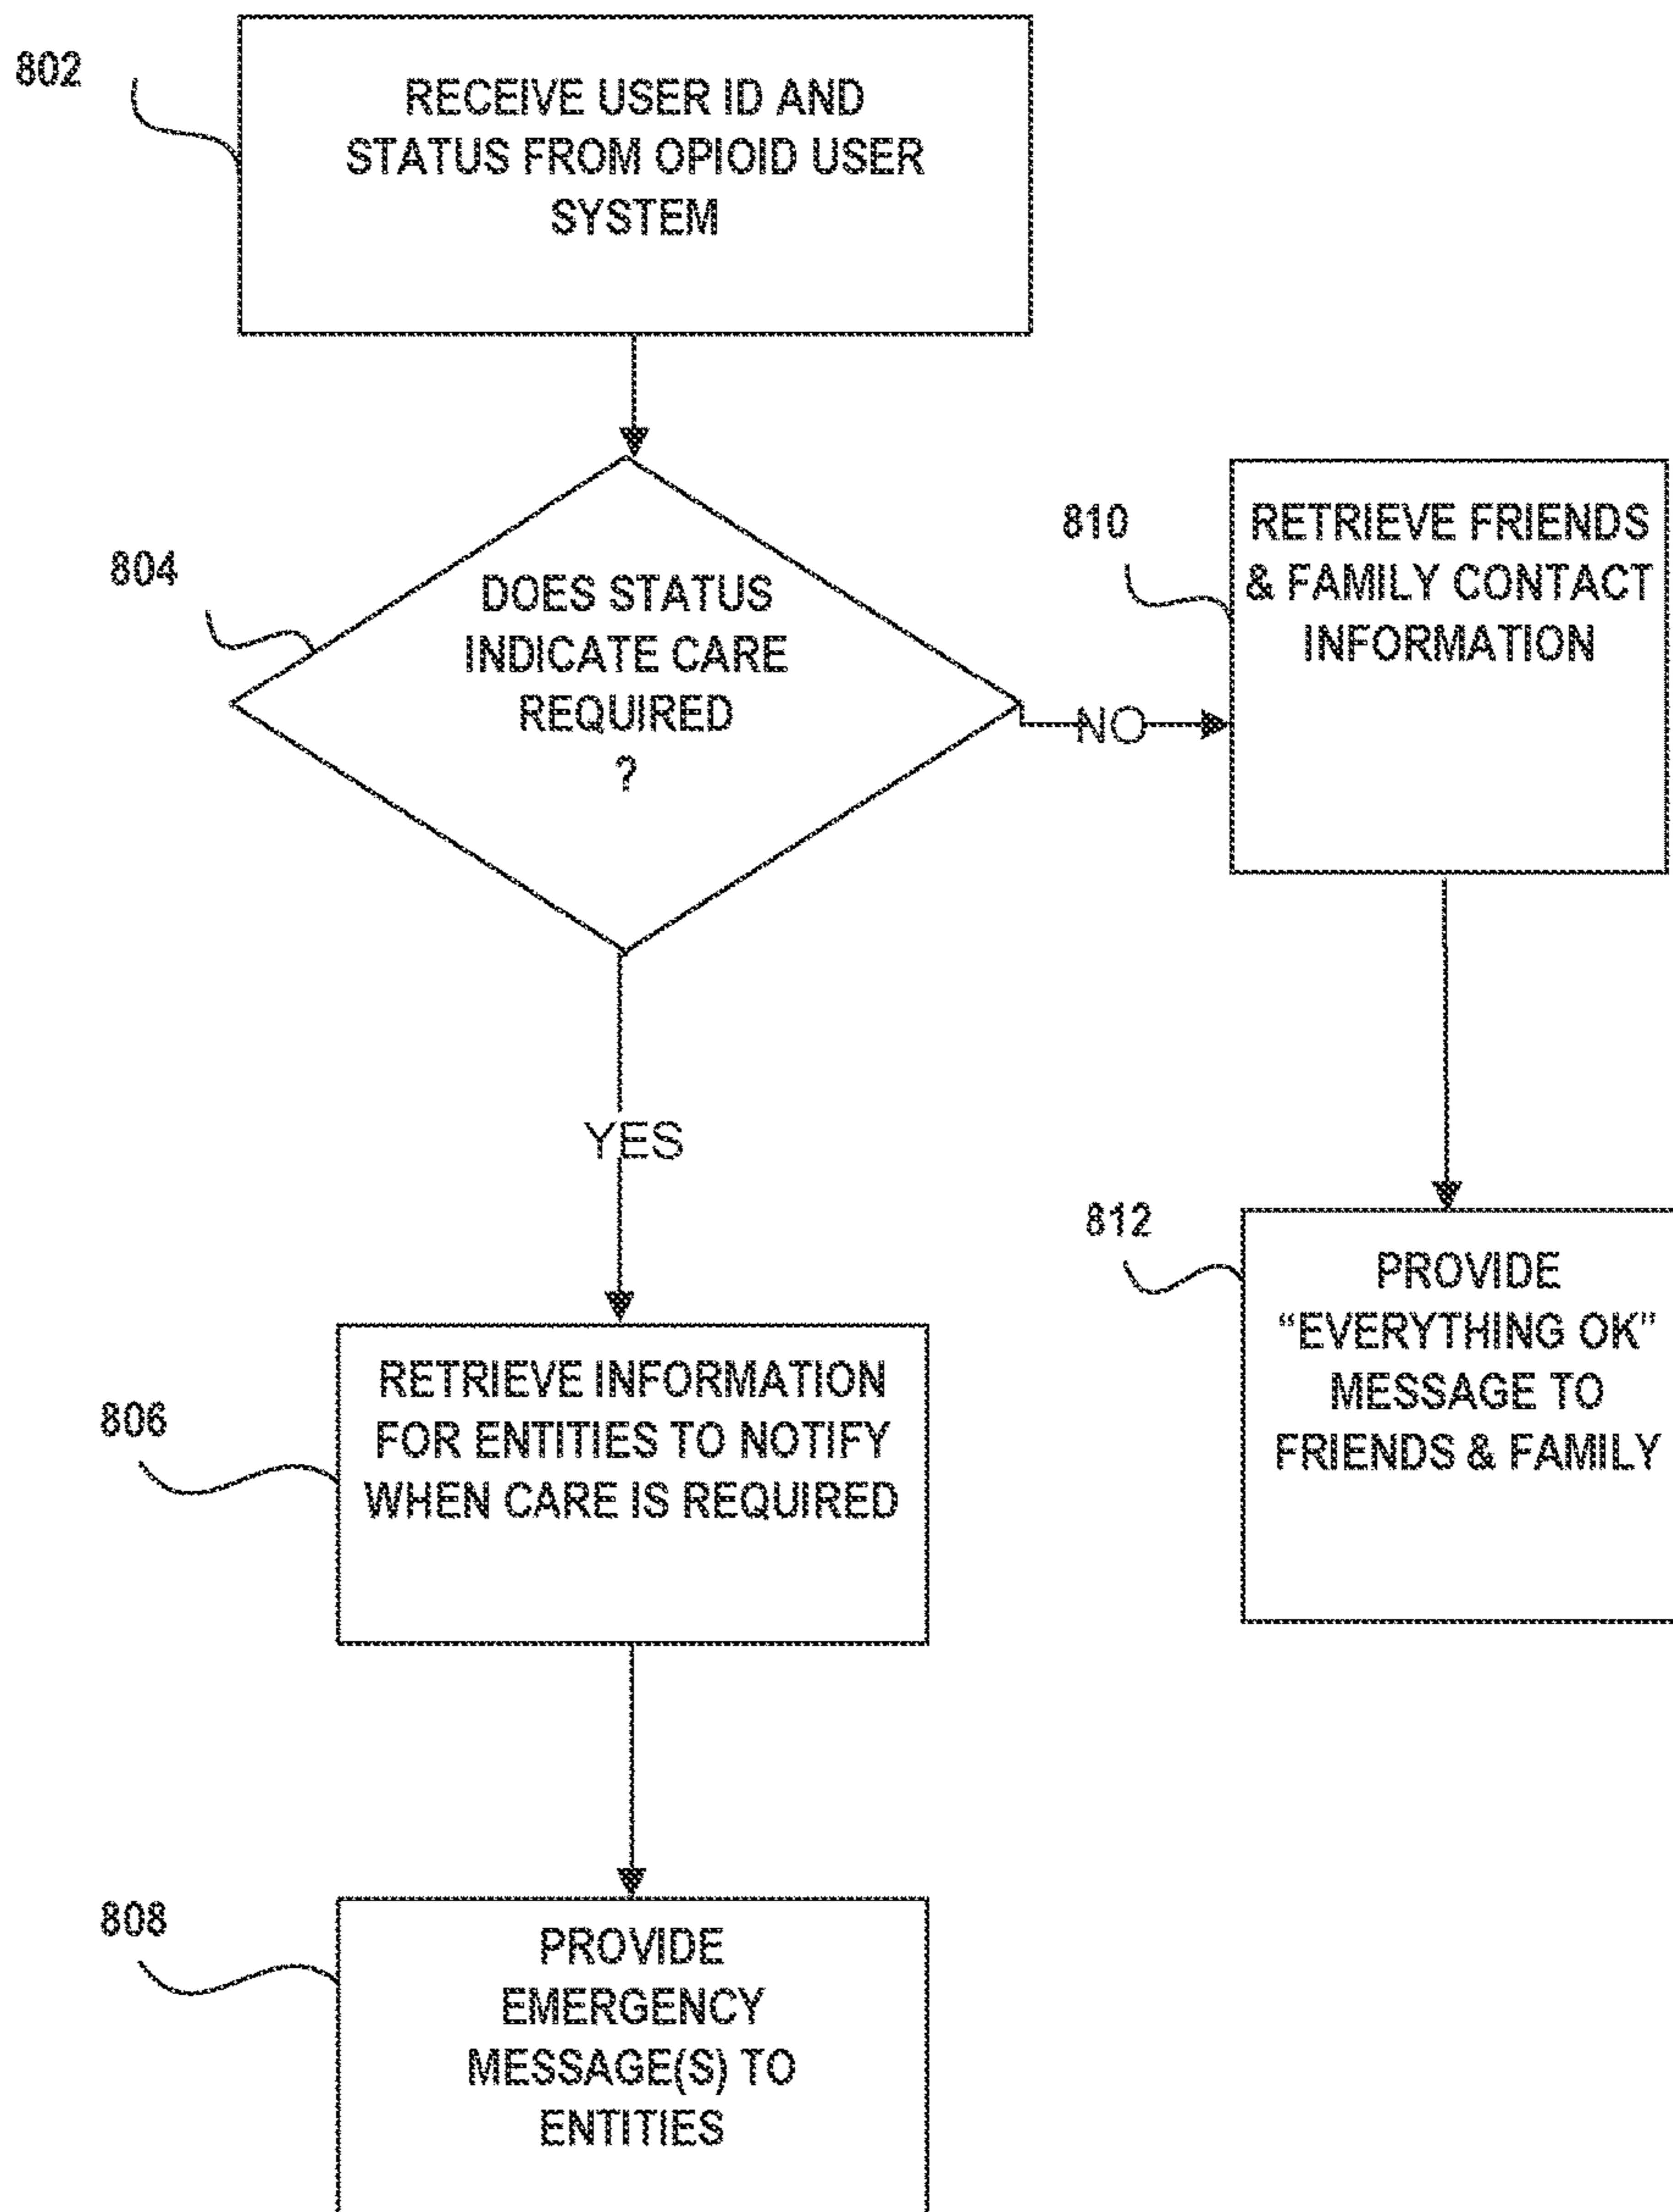 802
RECEIVE USER ID AND
STATUS FROM OPIOID USER
SYSTEM
804
DOES STATUS
INDICATE CARE
REQUIRED
?
NO
810
RETRIEVE FRIENDS
& FAMILY CONTACT
INFORMATION
YES
812
PROVIDE
“EVERYTHING OK”
MESSAGE TO
FRIENDS & FAMILY
806
RETRIEVE INFORMATION
FOR ENTITIES TO NOTIFY
WHEN CARE IS REQUIRED
808
PROVIDE
EMERGENCY
MESSAGE(S) TO
ENTITIES